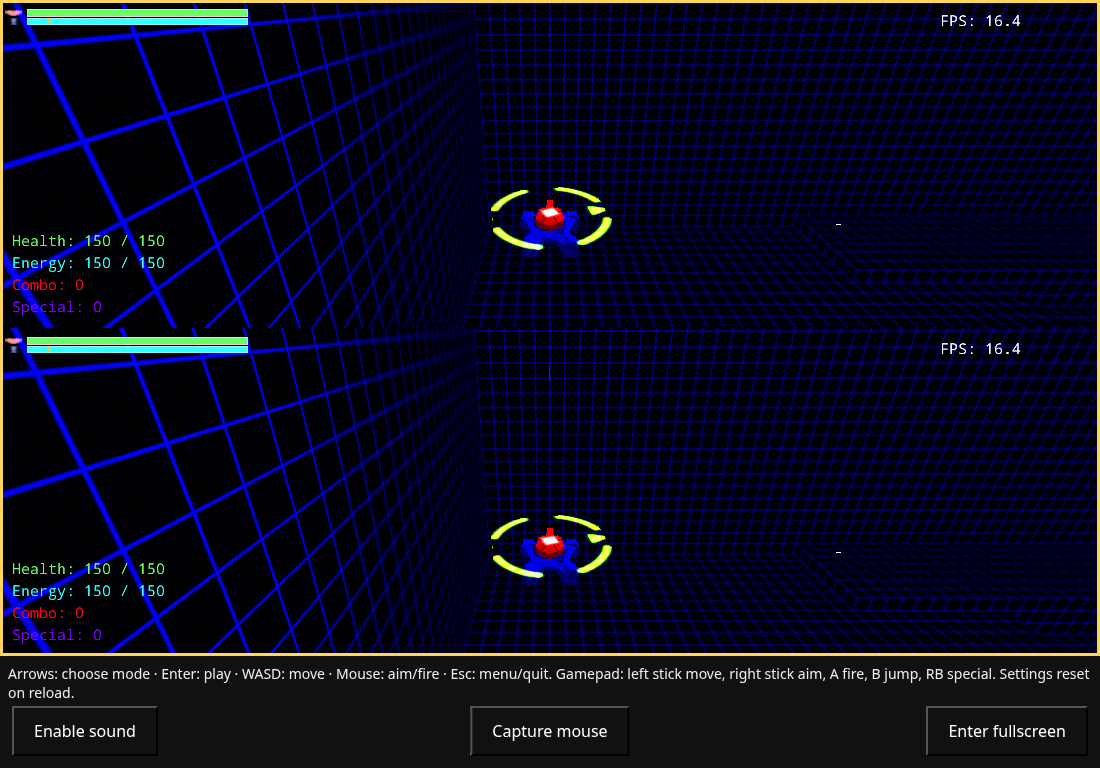 FPS: 16.4
Health: 150 / 150
Energy: 150 / 150
Combo: 0
Special: 0
FPS: 16.4
Health: 150 / 150
Energy: 150 / 150
Combo: 0
Special: 0
Arrows: choose mode · Enter: play · WASD: move · Mouse: aim/fire · Esc: menu/quit. Gamepad: left stick move, right stick aim, A fire, B jump, RB special. Settings reset
on reload.
Enable sound
Capture mouse
Enter fullscreen